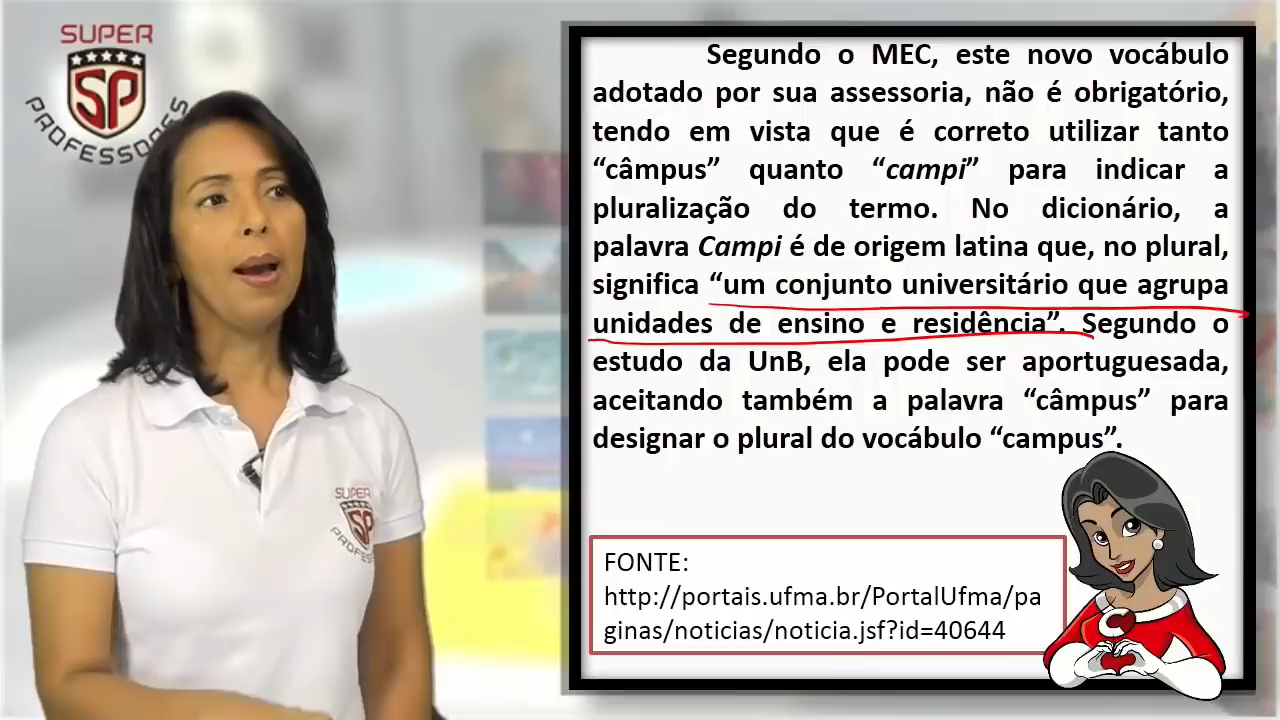 SUPER
SP
PROFESSORES
Segundo o MEC, este novo vocábulo
adotado por sua assessoria, não é obrigatório,
tendo em vista que é correto utilizar tanto
“câmpus” quanto “campi” para indicar a
pluralização do termo. No dicionário, a
palavra Campi é de origem latina que, no plural,
significa “um conjunto universitário que agrupa
unidades de ensino e residência”. Segundo o
estudo da UnB, ela pode ser aportuguesada,
aceitando também a palavra “câmpus” para
designar o plural do vocábulo “campus”.
FONTE:
http://portais.ufma.br/PortalUfma/pa
ginas/noticias/noticia.jsf?id=40644
SUPER
SP
PROFESSORES
C